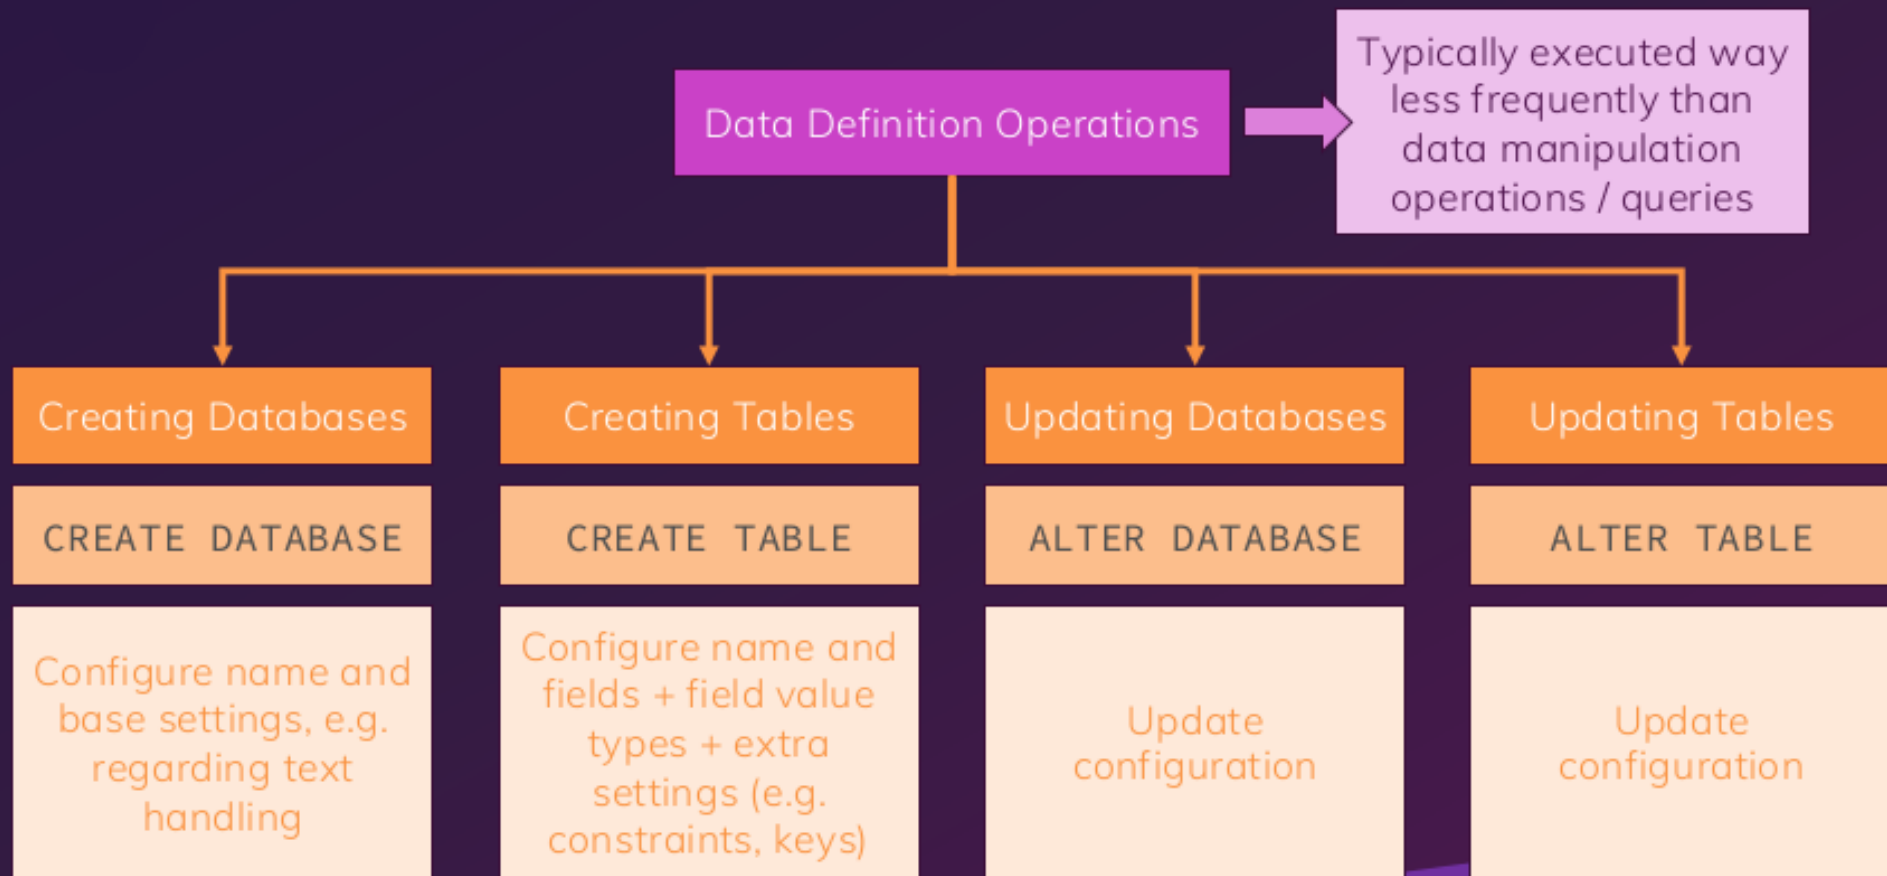 Data Definition Operations
Typically executed way
less frequently than
data manipulation
operations / queries
Creating Databases
CREATE DATABASE
Configure name and
base settings, e.g.
regarding text
handling
Creating Tables
CREATE TABLE
Configure name and
fields + field value
types + extra
settings (e.g.
constraints, keys)
Updating Databases
ALTER DATABASE
Update
configuration
Updating Tables
ALTER TABLE
Update
configuration